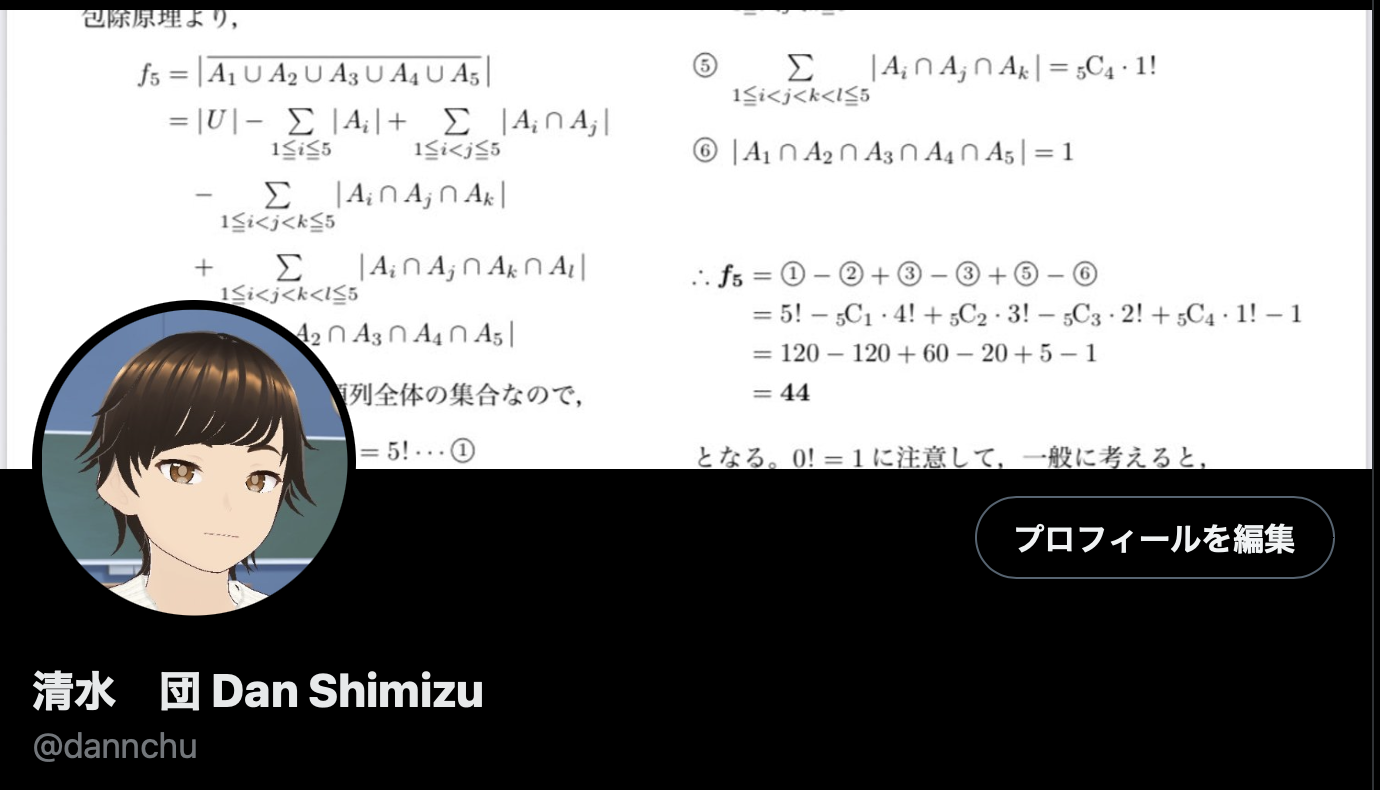 包除原理より,
f₅ = |\overline{A₁ ∪ A₂ ∪ A₃ ∪ A₄ ∪ A₅}|
= |U| − ∑_{1≦i≦5} |Aᵢ| + ∑_{1≦i<j≦5} |Aᵢ ∩ Aⱼ|
− ∑_{1≦i<j<k≦5} |Aᵢ ∩ Aⱼ ∩ Aₖ|
+ ∑_{1≦i<j<k<l≦5} |Aᵢ ∩ Aⱼ ∩ Aₖ ∩ Aₗ|
A₂ ∩ A₃ ∩ A₄ ∩ A₅|
列全体の集合なので,
= 5! ⋯ ①
⑤ ∑_{1≦i<j<k<l≦5} |Aᵢ ∩ Aⱼ ∩ Aₖ| = ₅C₄ · 1!
⑥ |A₁ ∩ A₂ ∩ A₃ ∩ A₄ ∩ A₅| = 1
∴ f₅ = ① − ② + ③ − ③ + ⑤ − ⑥
= 5! − ₅C₁ · 4! + ₅C₂ · 3! − ₅C₃ · 2! + ₅C₄ · 1! − 1
= 120 − 120 + 60 − 20 + 5 − 1
= 44
となる。0! = 1 に注意して，一般に考えると,
プロフィールを編集
清水　団 Dan Shimizu
@dannchu